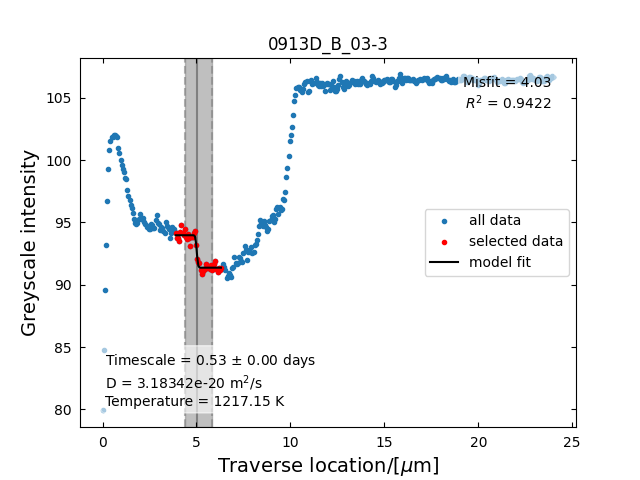 0913D_B_03-3
Misfit = 4.03
R² = 0.9422
105
100
95
90
85
80
Greyscale intensity
all data
selected data
model fit
Timescale = 0.53 ± 0.00 days
D = 3.18342e-20 m²/s
Temperature = 1217.15 K
0 5 10 15 20 25
Traverse location/[μm]